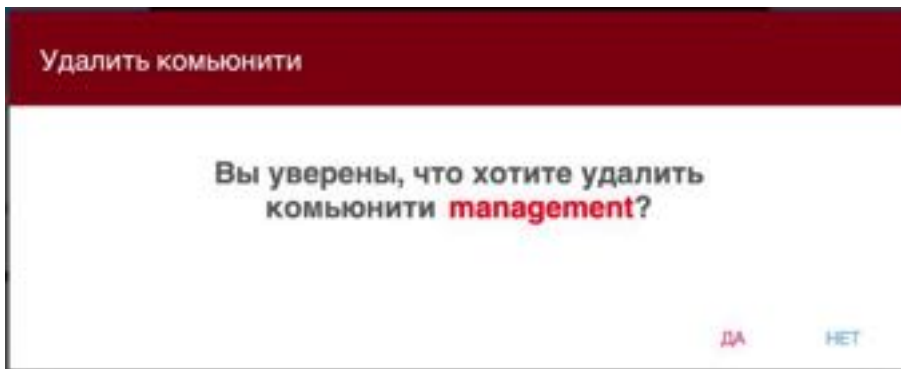 Удалить комьюнити
Вы уверены, что хотите удалить
комьюнити management?
ДА НЕТ